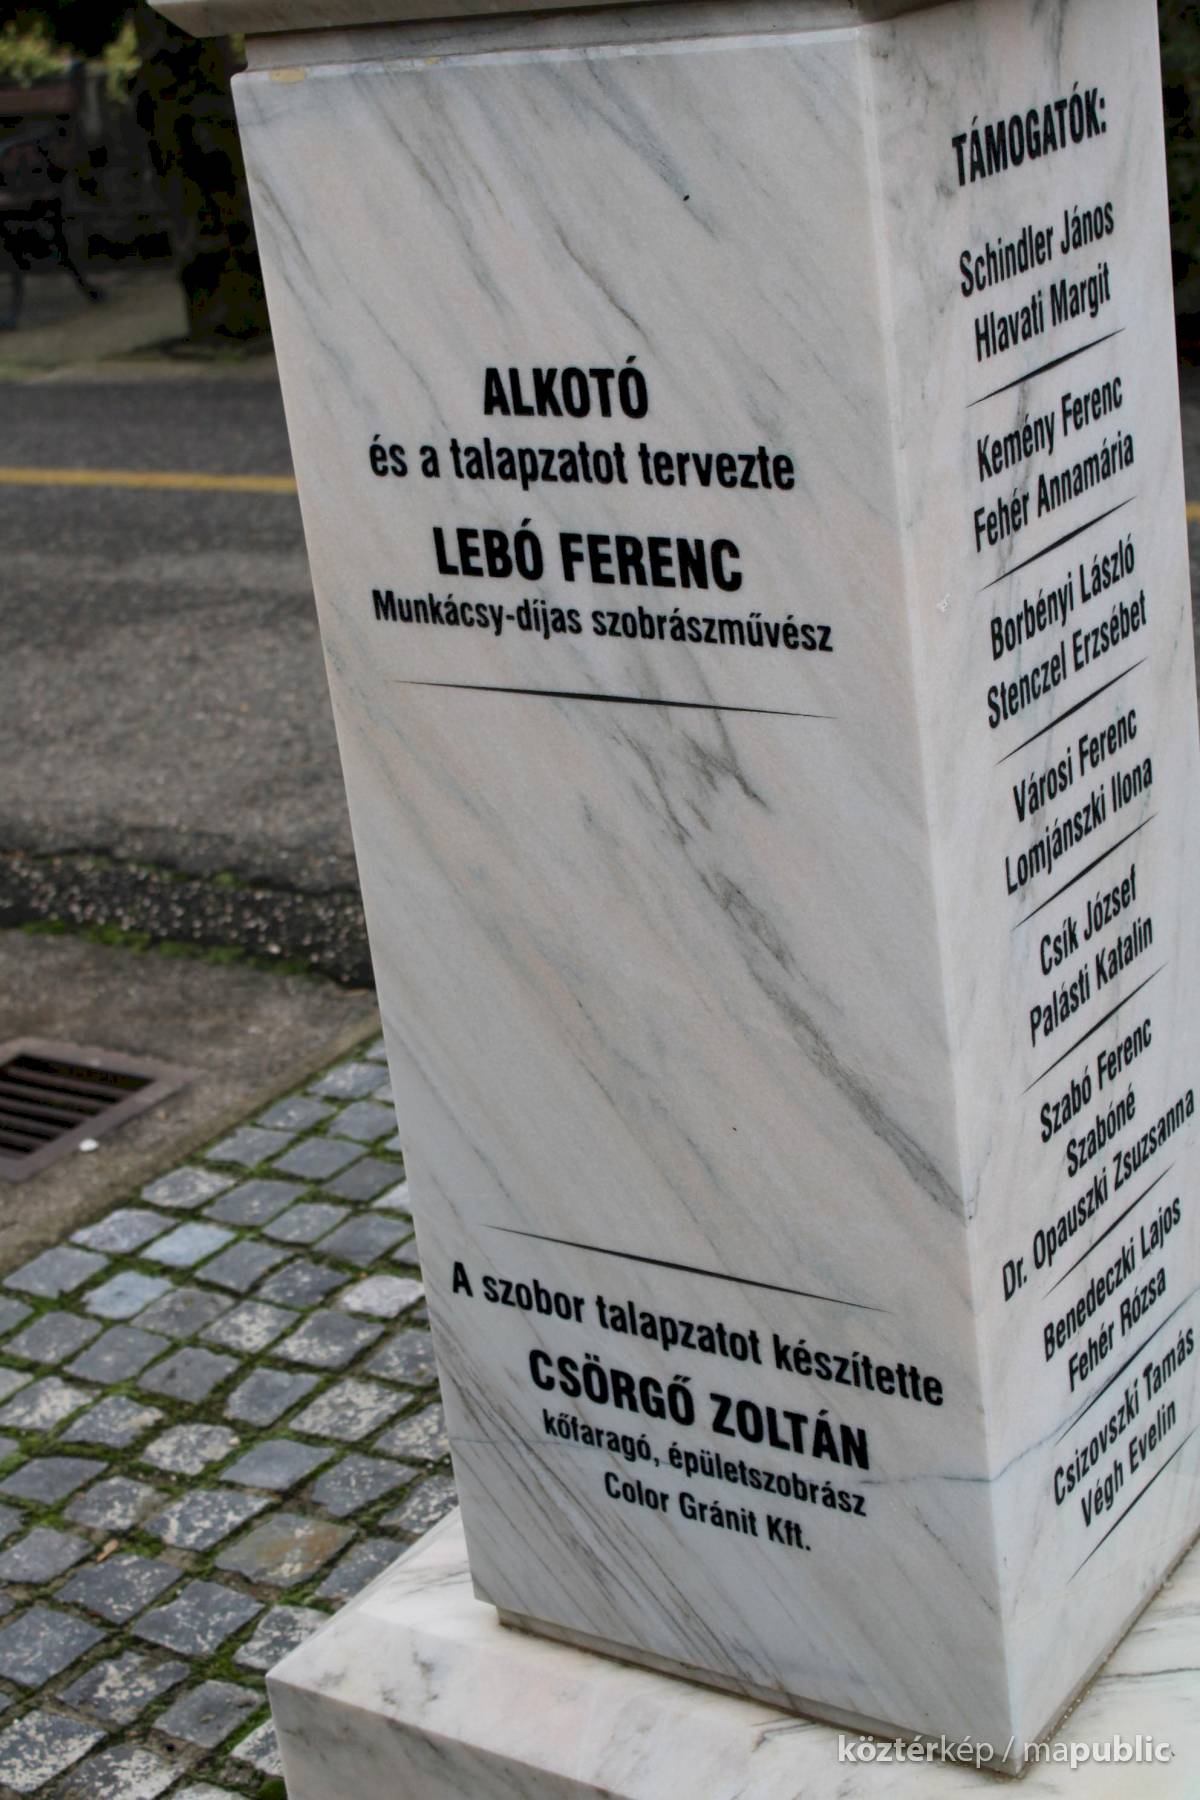 ALKOTÓ
és a talapzatot tervezte
LEBÓ FERENC
Munkácsy-díjas szobrászművész
A szobor talapzatot készítette
CSÖRGŐ ZOLTÁN
kőfaragó, épületszobrász
Color Gránit Kft.
TÁMOGATÓK:
Schindler János
Hlavati Margit
Kemény Ferenc
Fehér Annamária
Borbényi László
Stenczel Erzsébet
Városi Ferenc
Lomjánszki Ilona
Csík József
Palásti Katalin
Szabó Ferenc
Szabóné
Dr. Opauszki Zsuzsanna
Benedeczki Lajos
Fehér Rózsa
Csizovszki Tamás
Végh Evelin
köztérkép / mapublic